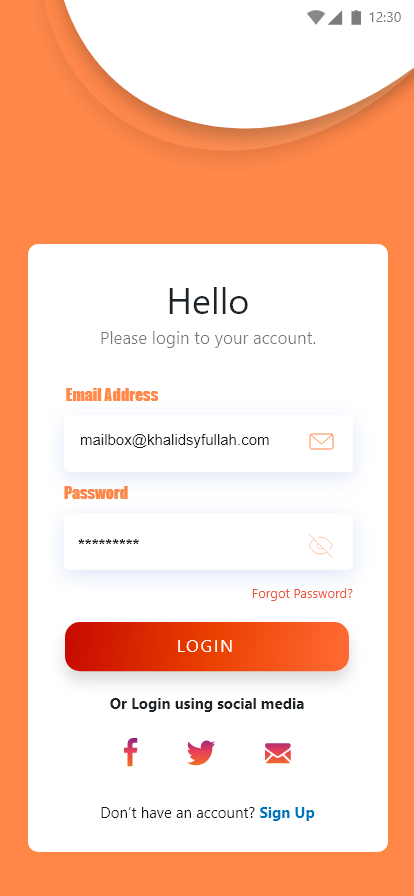 12:30
Hello
Please login to your account.
Email Address
mailbox@khalidsyfullah.com
Password
*********
Forgot Password?
LOGIN
Or Login using social media
Don't have an account? Sign Up